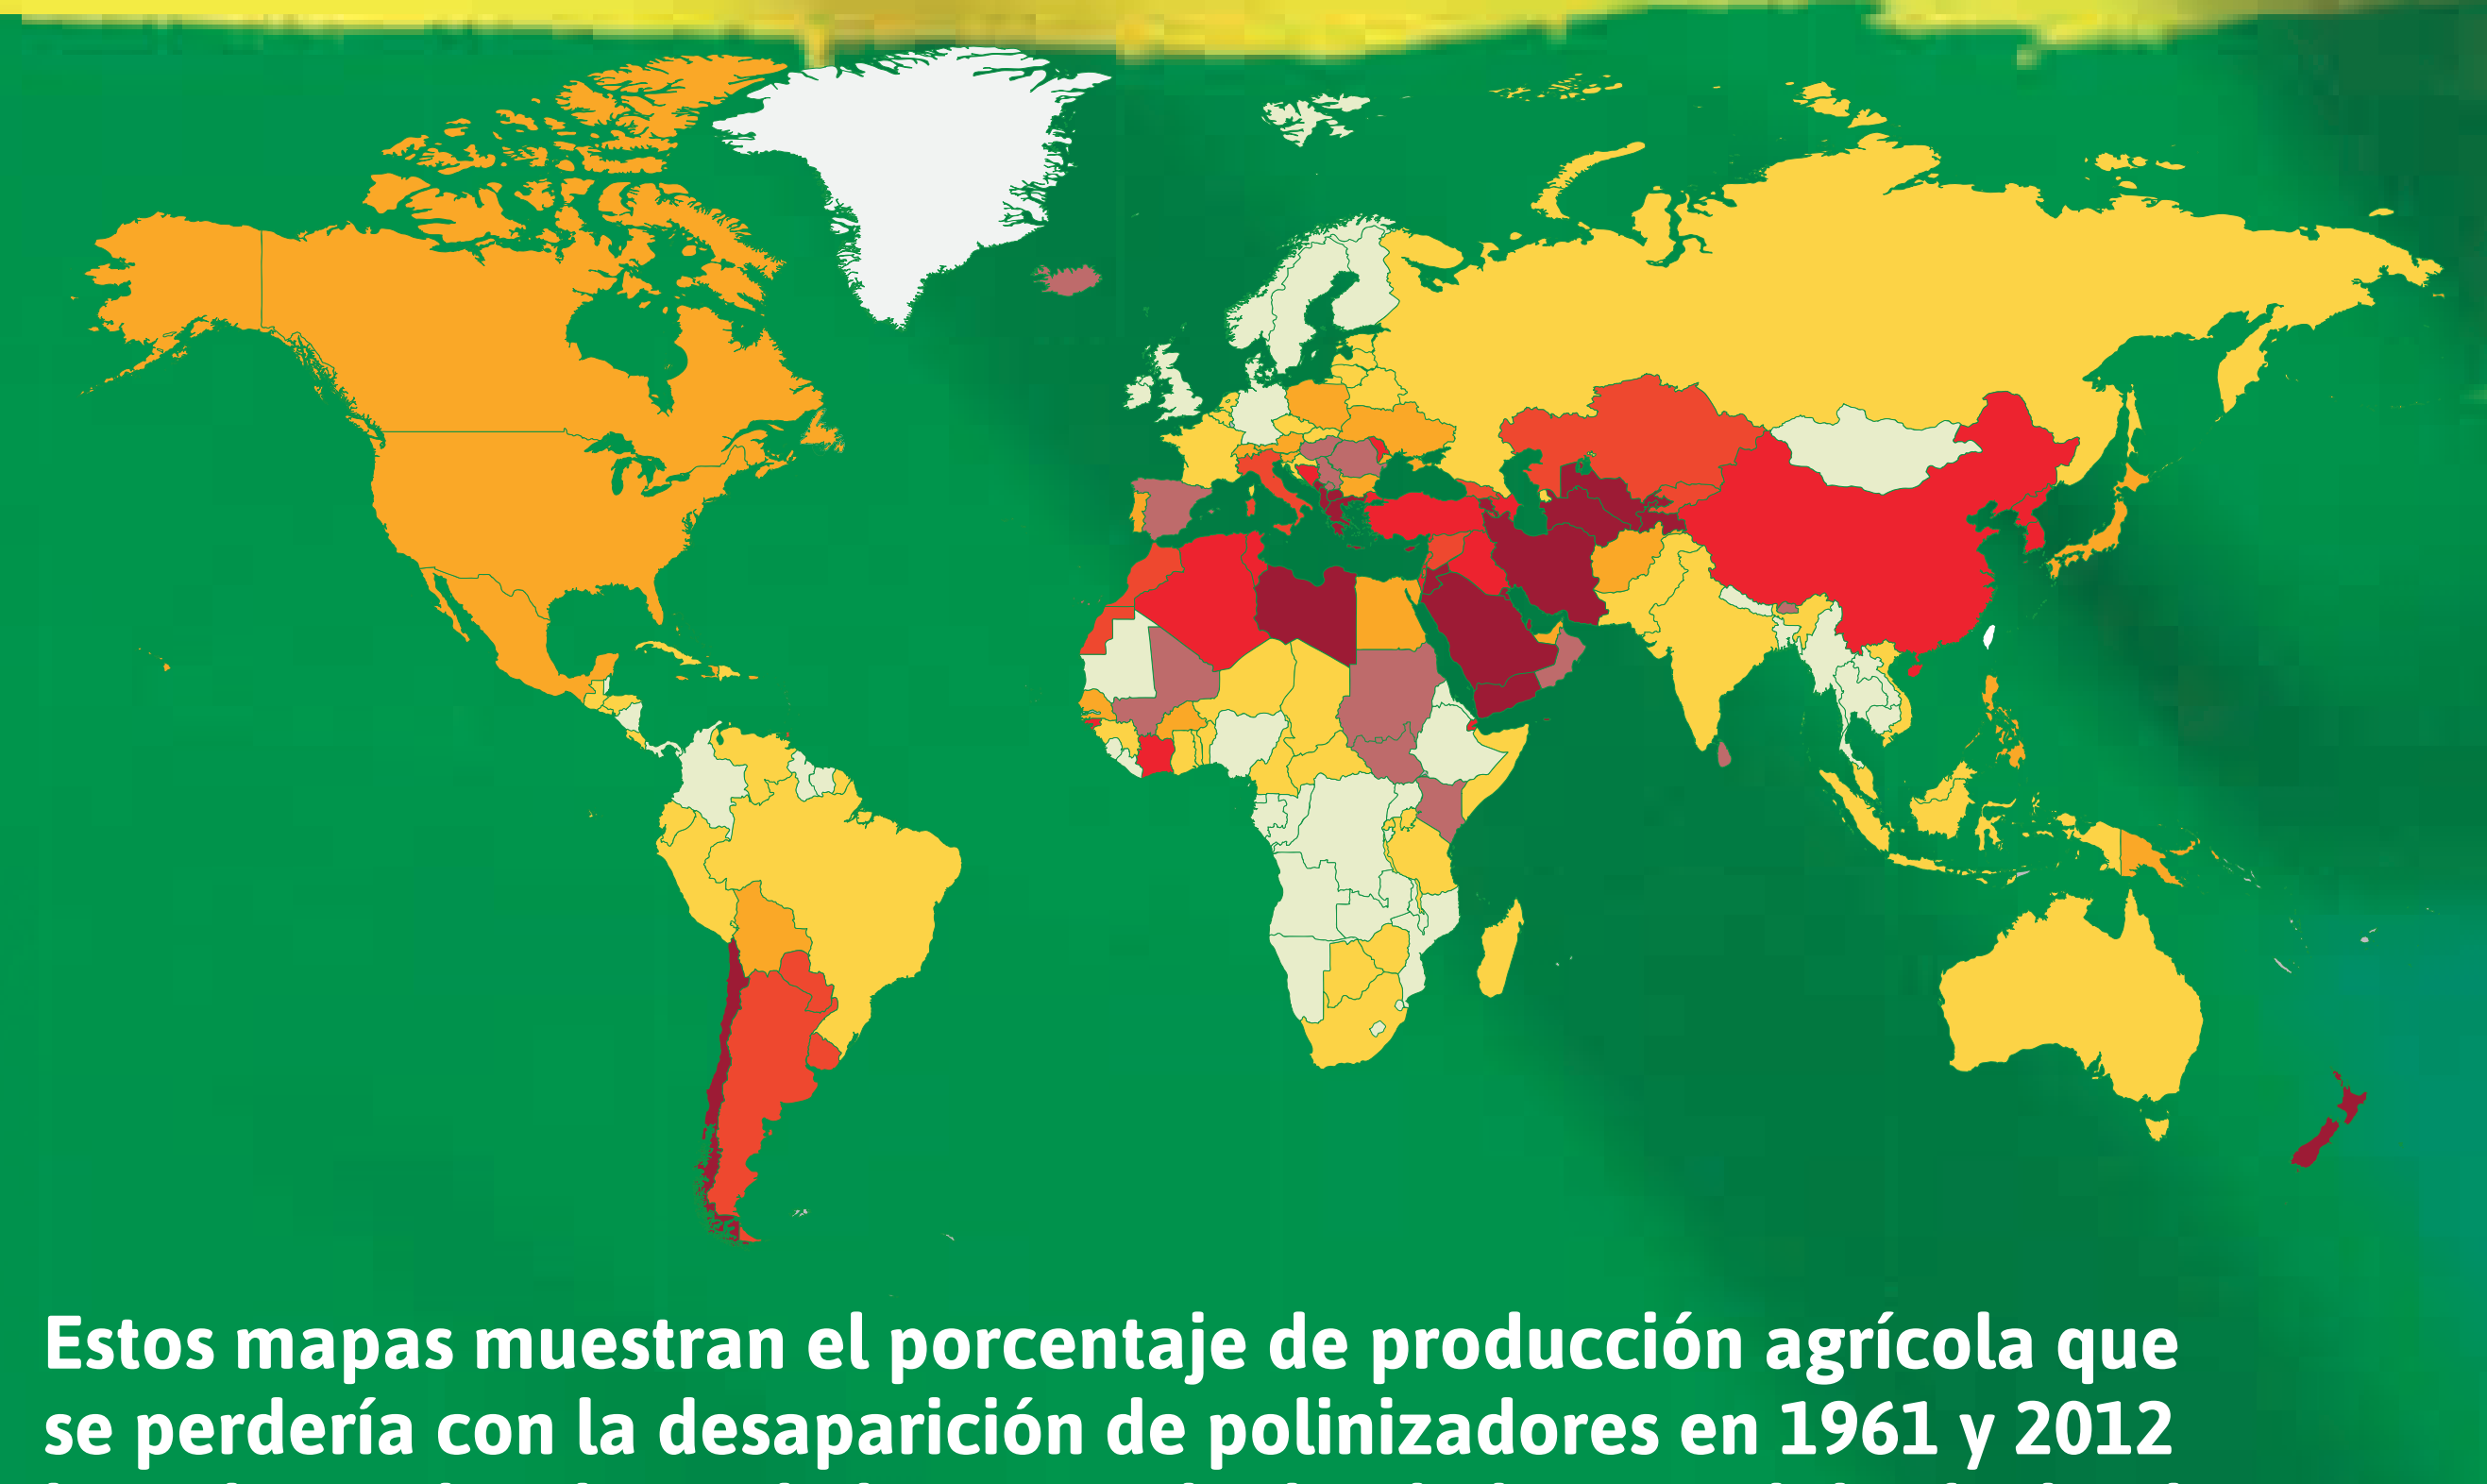 Estos mapas muestran el porcentaje de producción agrícola que
se perdería con la desaparición de polinizadores en 1961 y 2012